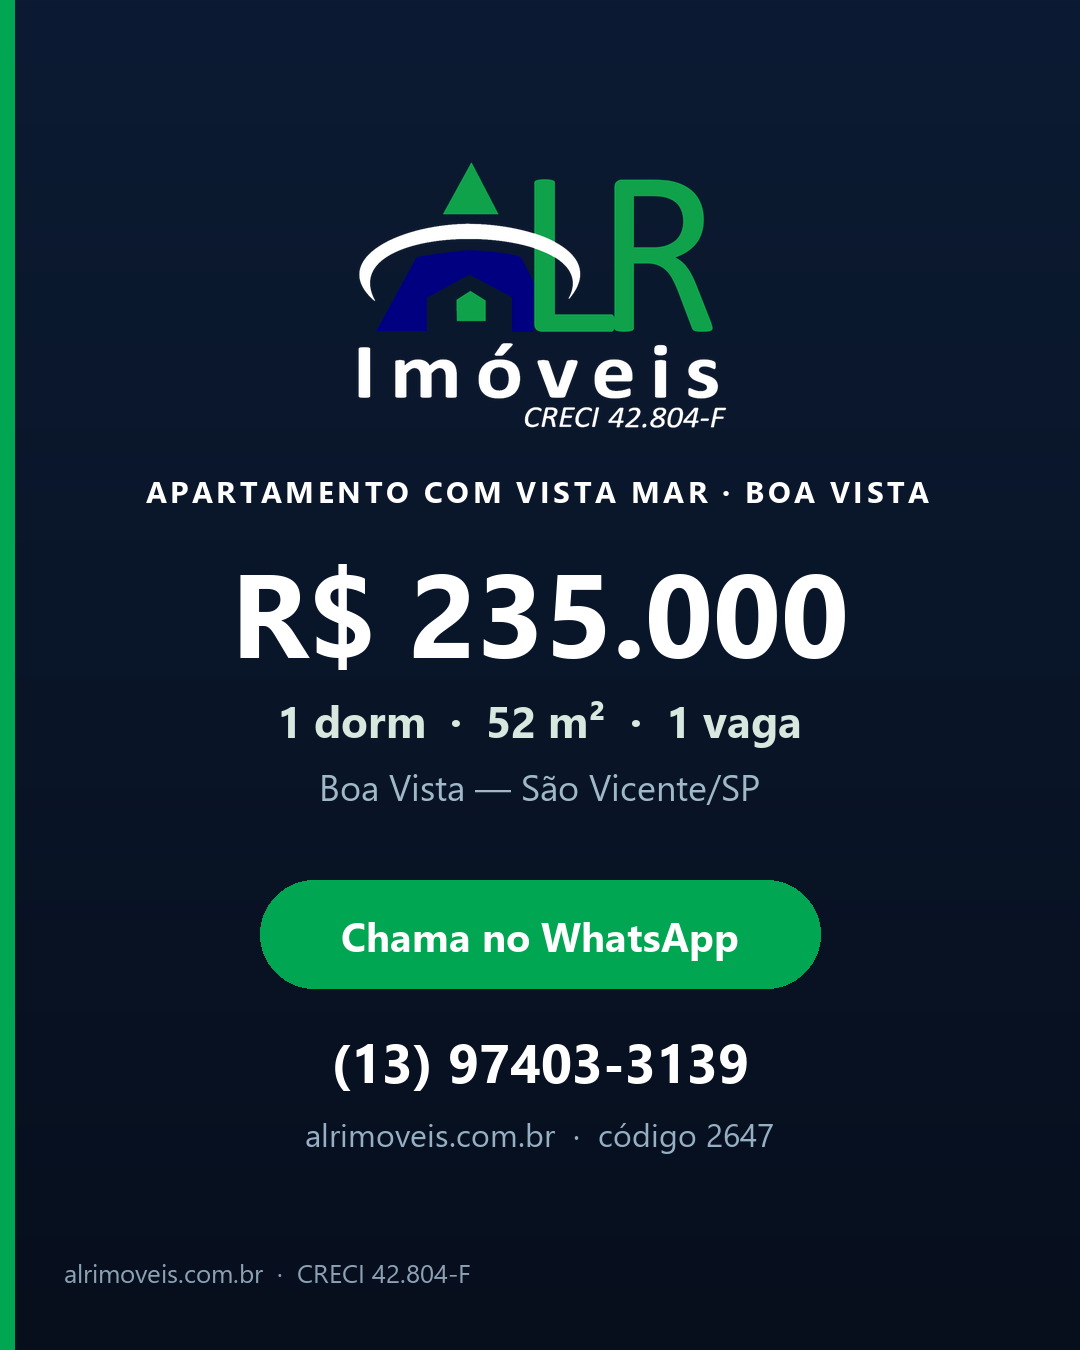 ALR
Imóveis
CRECI 42.804-F
APARTAMENTO COM VISTA MAR · BOA VISTA
R$ 235.000
1 dorm · 52 m² · 1 vaga
Boa Vista — São Vicente/SP
Chama no WhatsApp
(13) 97403-3139
alrimoveis.com.br · código 2647
alrimoveis.com.br · CRECI 42.804-F